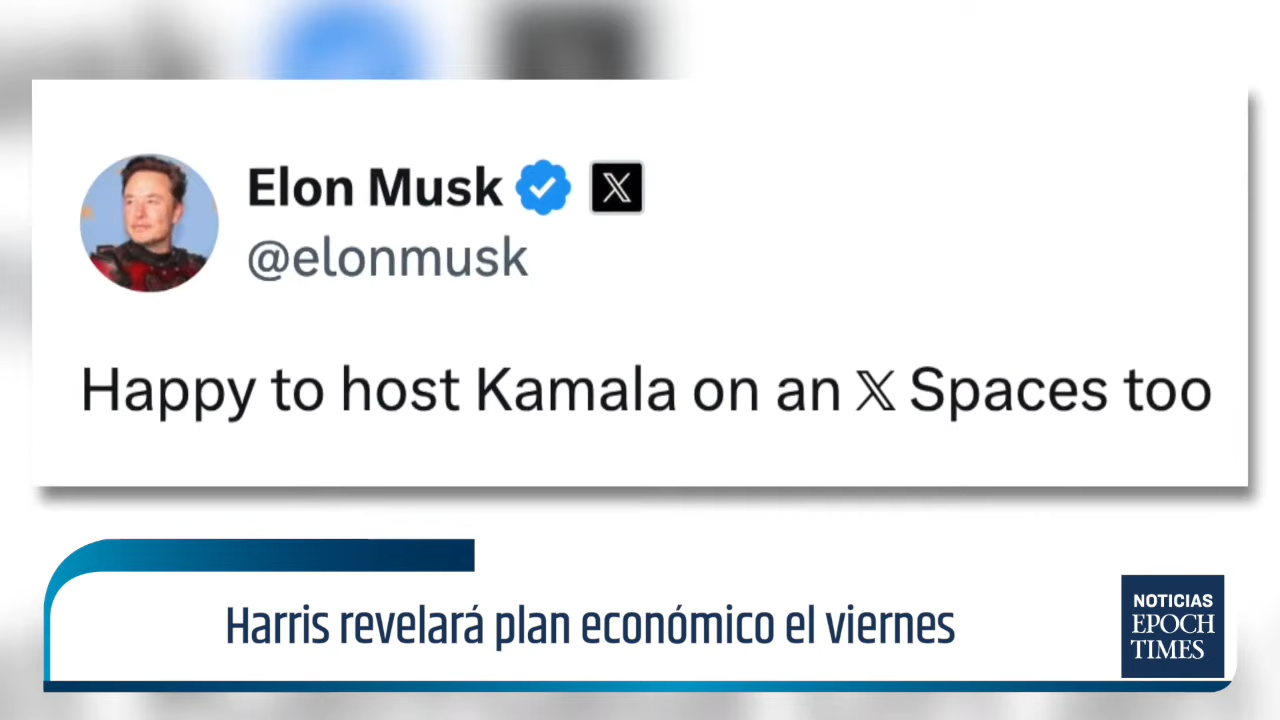 Elon Musk
@elonmusk
Happy to host Kamala on an 𝕏 Spaces too
Harris revelará plan económico el viernes
NOTICIAS
EPOCH
TIMES